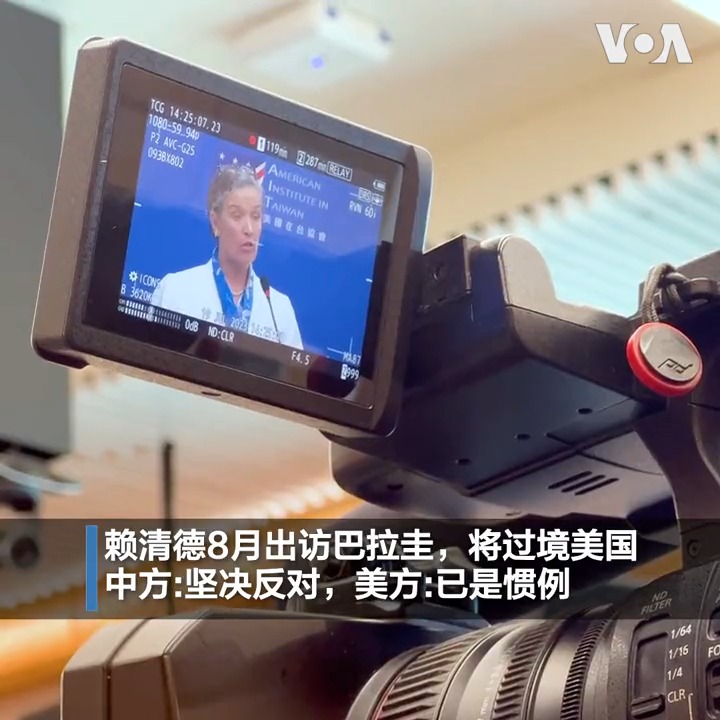 VOA
TCG 14:25:07.23
1080-59.94p
P2 AVC-G25
093BX802
1 119min
2 287min RELAY
AMERICAN
INSTITUTE IN
TAIWAN
美國在台協會
0dB
ND:CLR
F4.5
999
赖清德8月出访巴拉圭，将过境美国
中方:坚决反对，美方:已是惯例
ND
FILTER
1/64
1/16
1/4
CLR